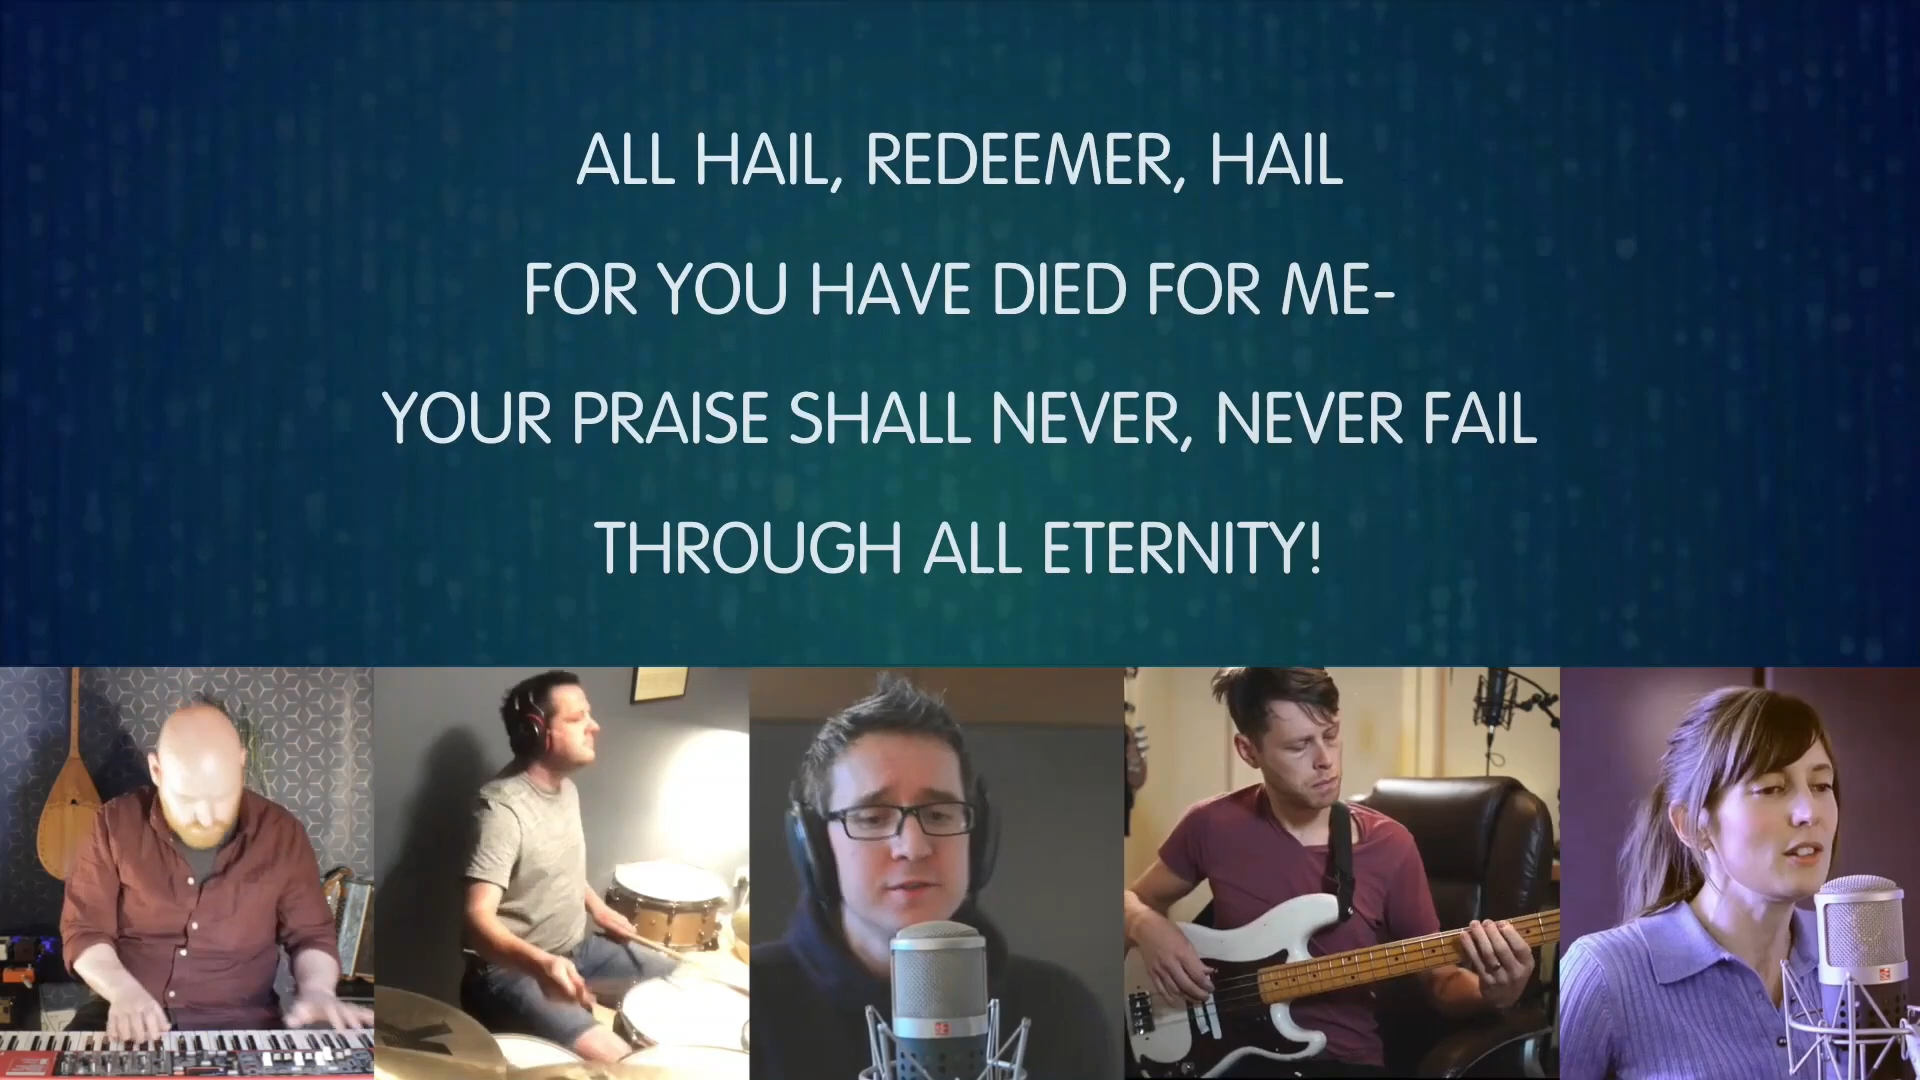 ALL HAIL, REDEEMER, HAIL
FOR YOU HAVE DIED FOR ME-
YOUR PRAISE SHALL NEVER, NEVER FAIL
THROUGH ALL ETERNITY!